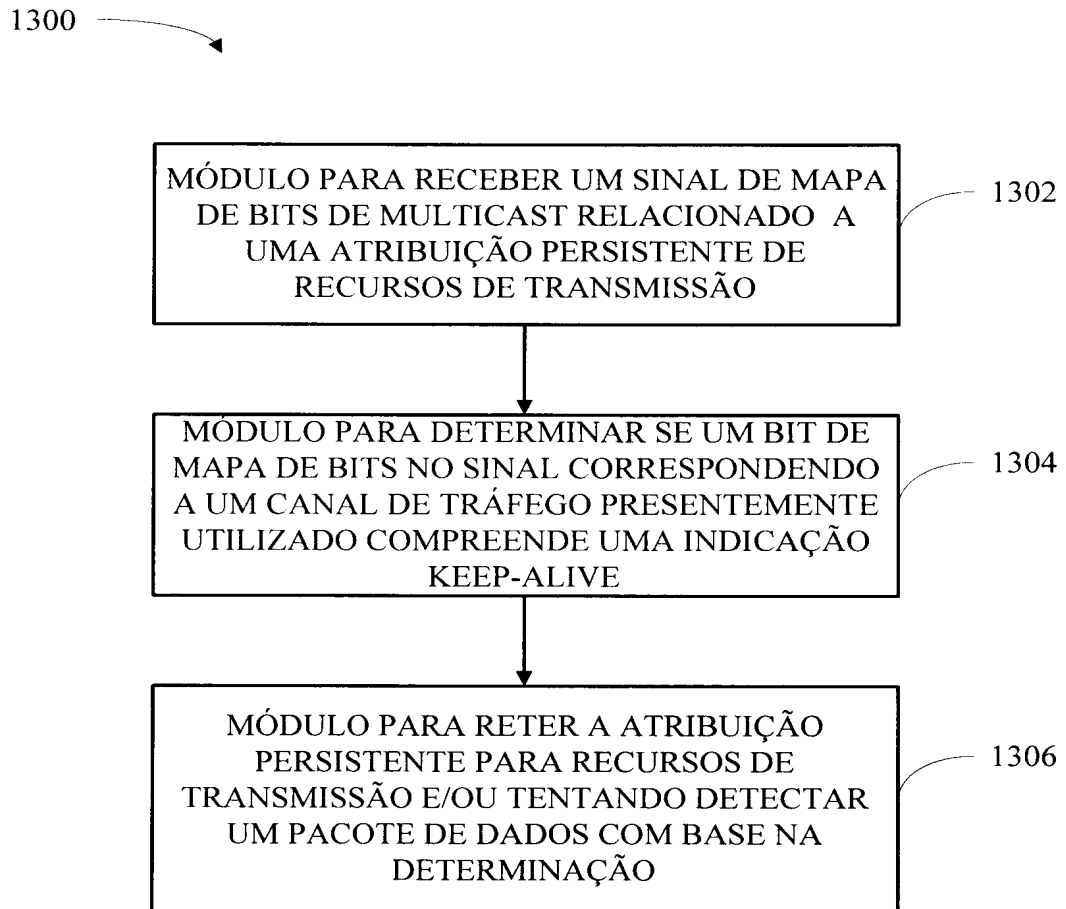 1300
MÓDULO PARA RECEBER UM SINAL DE MAPA
DE BITS DE MULTICAST RELACIONADO A
UMA ATRIBUIÇÃO PERSISTENTE DE
RECURSOS DE TRANSMISSÃO
1302
MÓDULO PARA DETERMINAR SE UM BIT DE
MAPA DE BITS NO SINAL CORRESPONDENDO
A UM CANAL DE TRÁFEGO PRESENTEMENTE
UTILIZADO COMPREENDE UMA INDICAÇÃO
KEEP-ALIVE
1304
MÓDULO PARA RETER A ATRIBUIÇÃO
PERSISTENTE PARA RECURSOS DE
TRANSMISSÃO E/OU TENTANDO DETECTAR
UM PACOTE DE DADOS COM BASE NA
DETERMINAÇÃO
1306